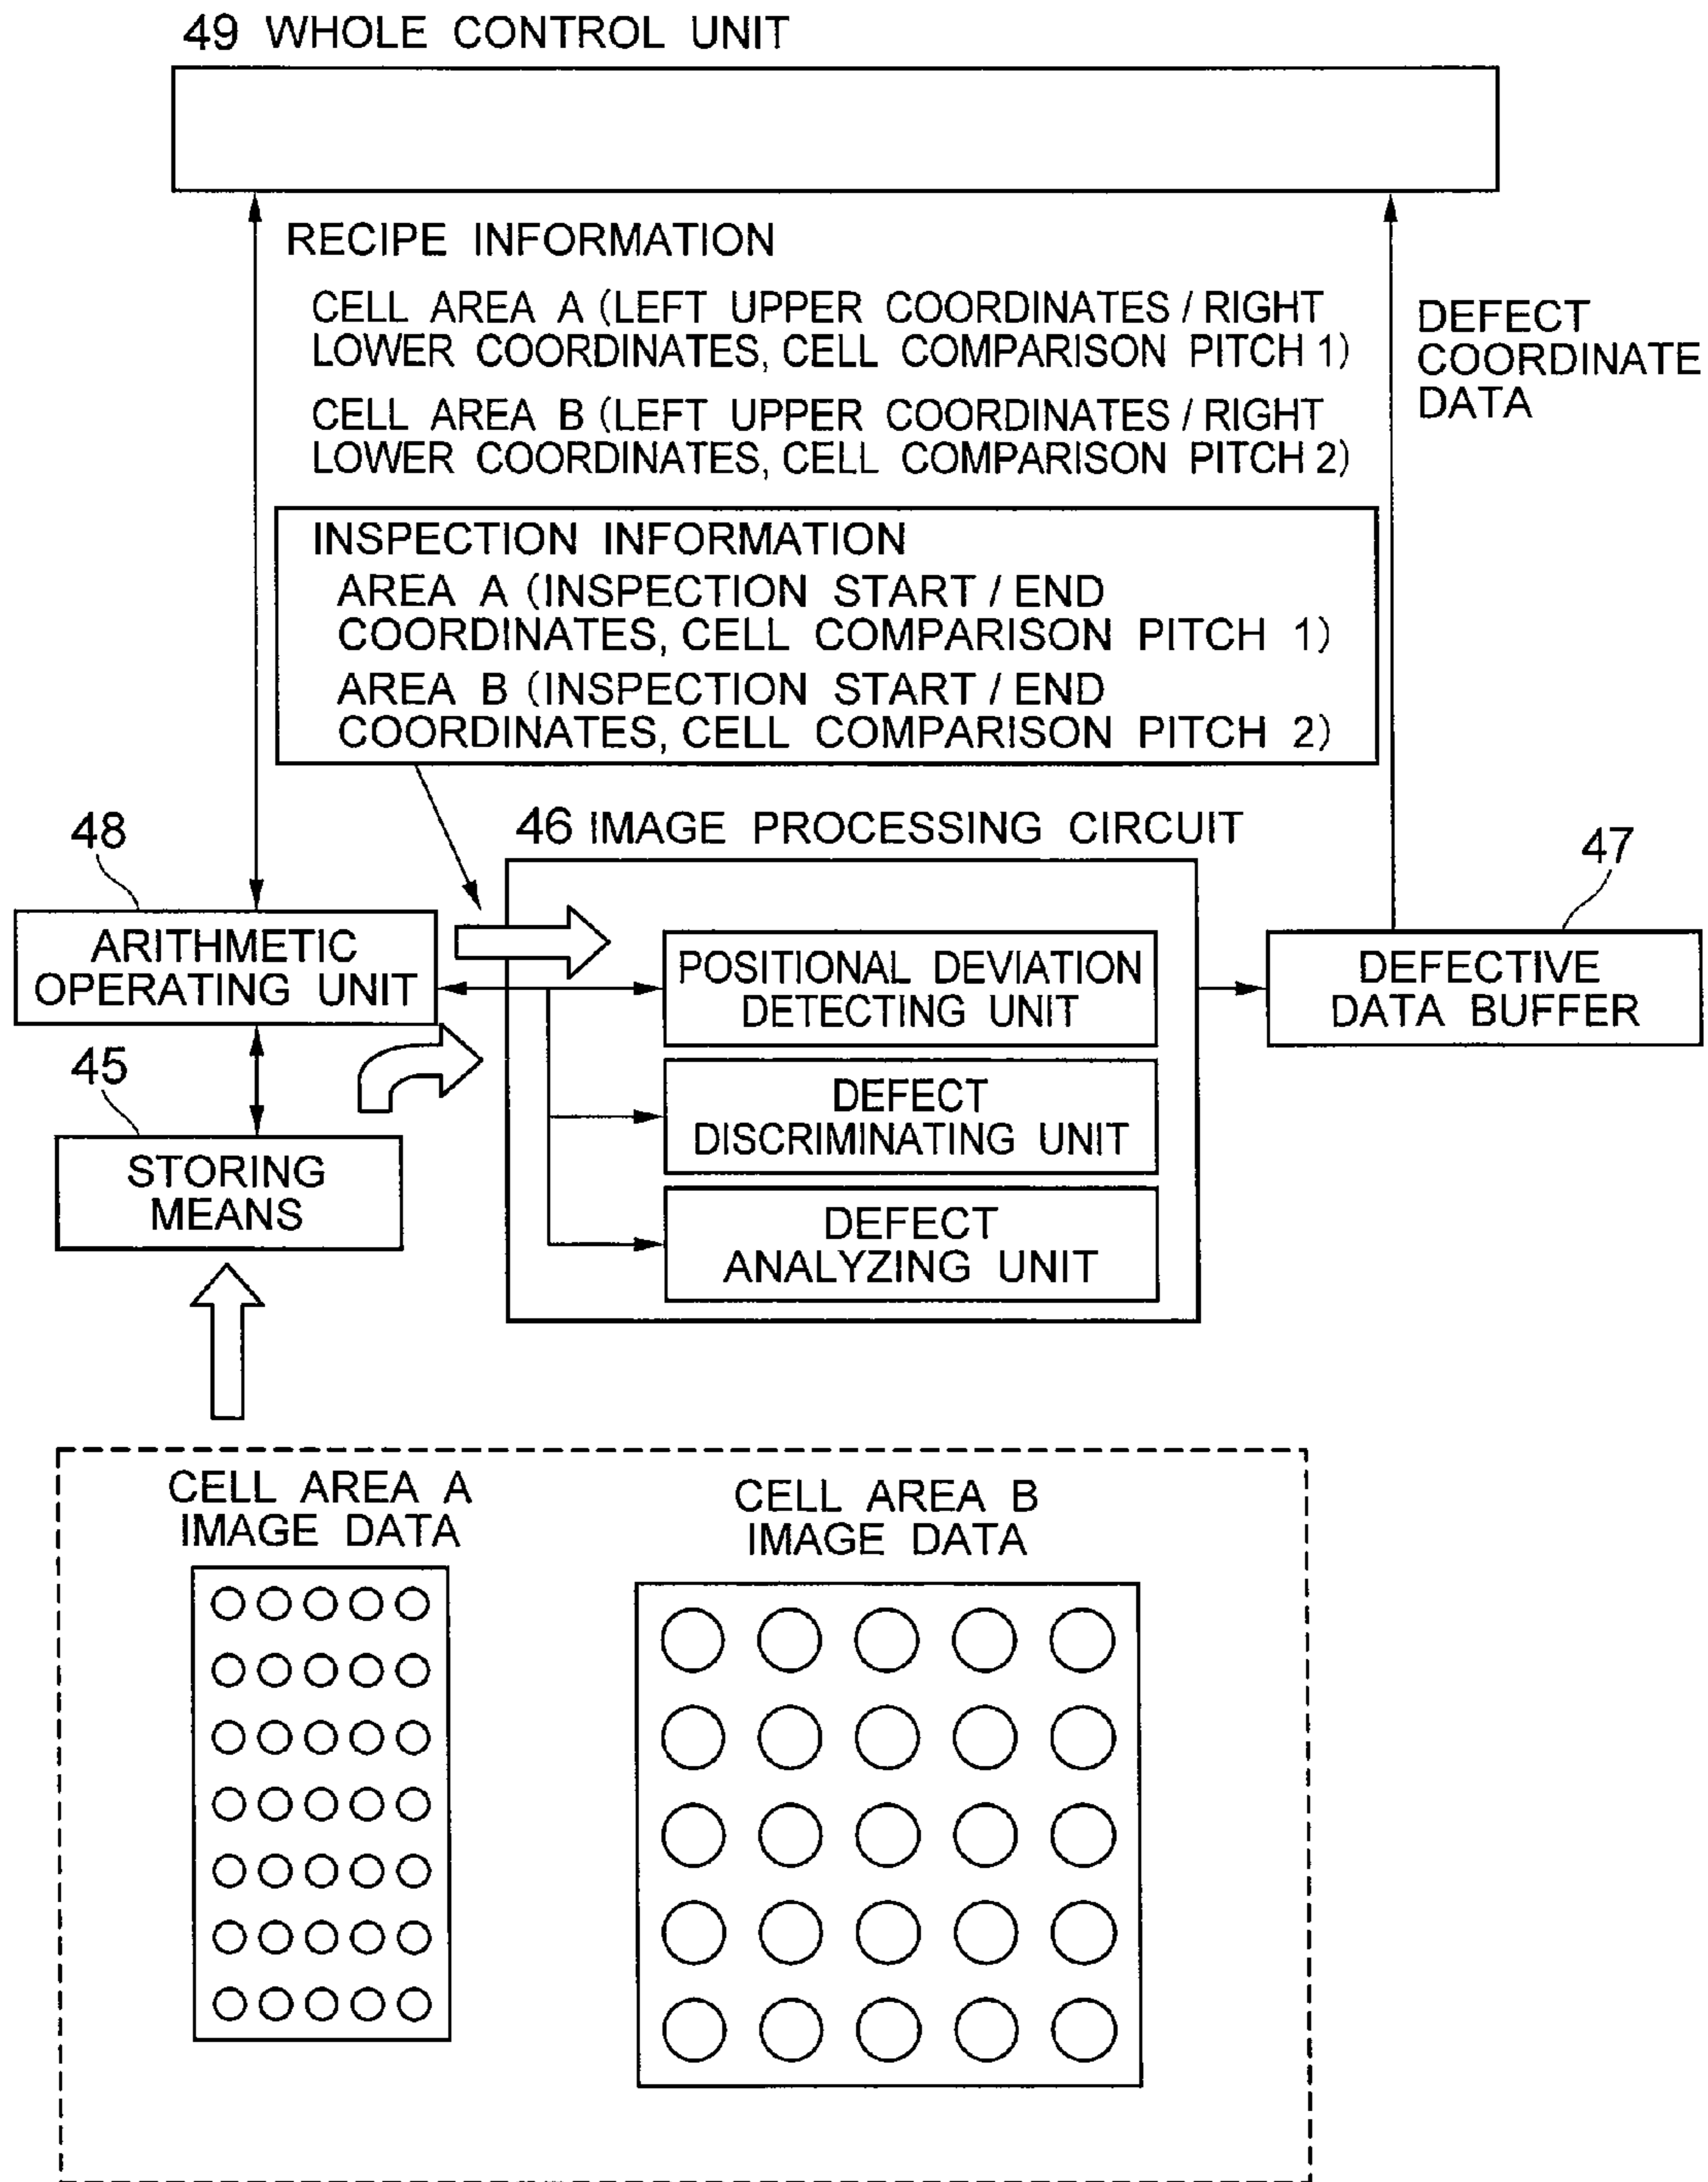 49 WHOLE CONTROL UNIT
RECIPE INFORMATION
CELL AREA A (LEFT UPPER COORDINATES / RIGHT
LOWER COORDINATES, CELL COMPARISON PITCH 1)
CELL AREA B (LEFT UPPER COORDINATES / RIGHT
LOWER COORDINATES, CELL COMPARISON PITCH 2)
DEFECT
COORDINATE
DATA
INSPECTION INFORMATION
AREA A (INSPECTION START / END
COORDINATES, CELL COMPARISON PITCH 1)
AREA B (INSPECTION START / END
COORDINATES, CELL COMPARISON PITCH 2)
48
46 IMAGE PROCESSING CIRCUIT
47
ARITHMETIC
OPERATING UNIT
POSITIONAL DEVIATION
DETECTING UNIT
DEFECTIVE
DATA BUFFER
45
DEFECT
DISCRIMINATING UNIT
STORING
MEANS
DEFECT
ANALYZING UNIT
CELL AREA A
IMAGE DATA
CELL AREA B
IMAGE DATA